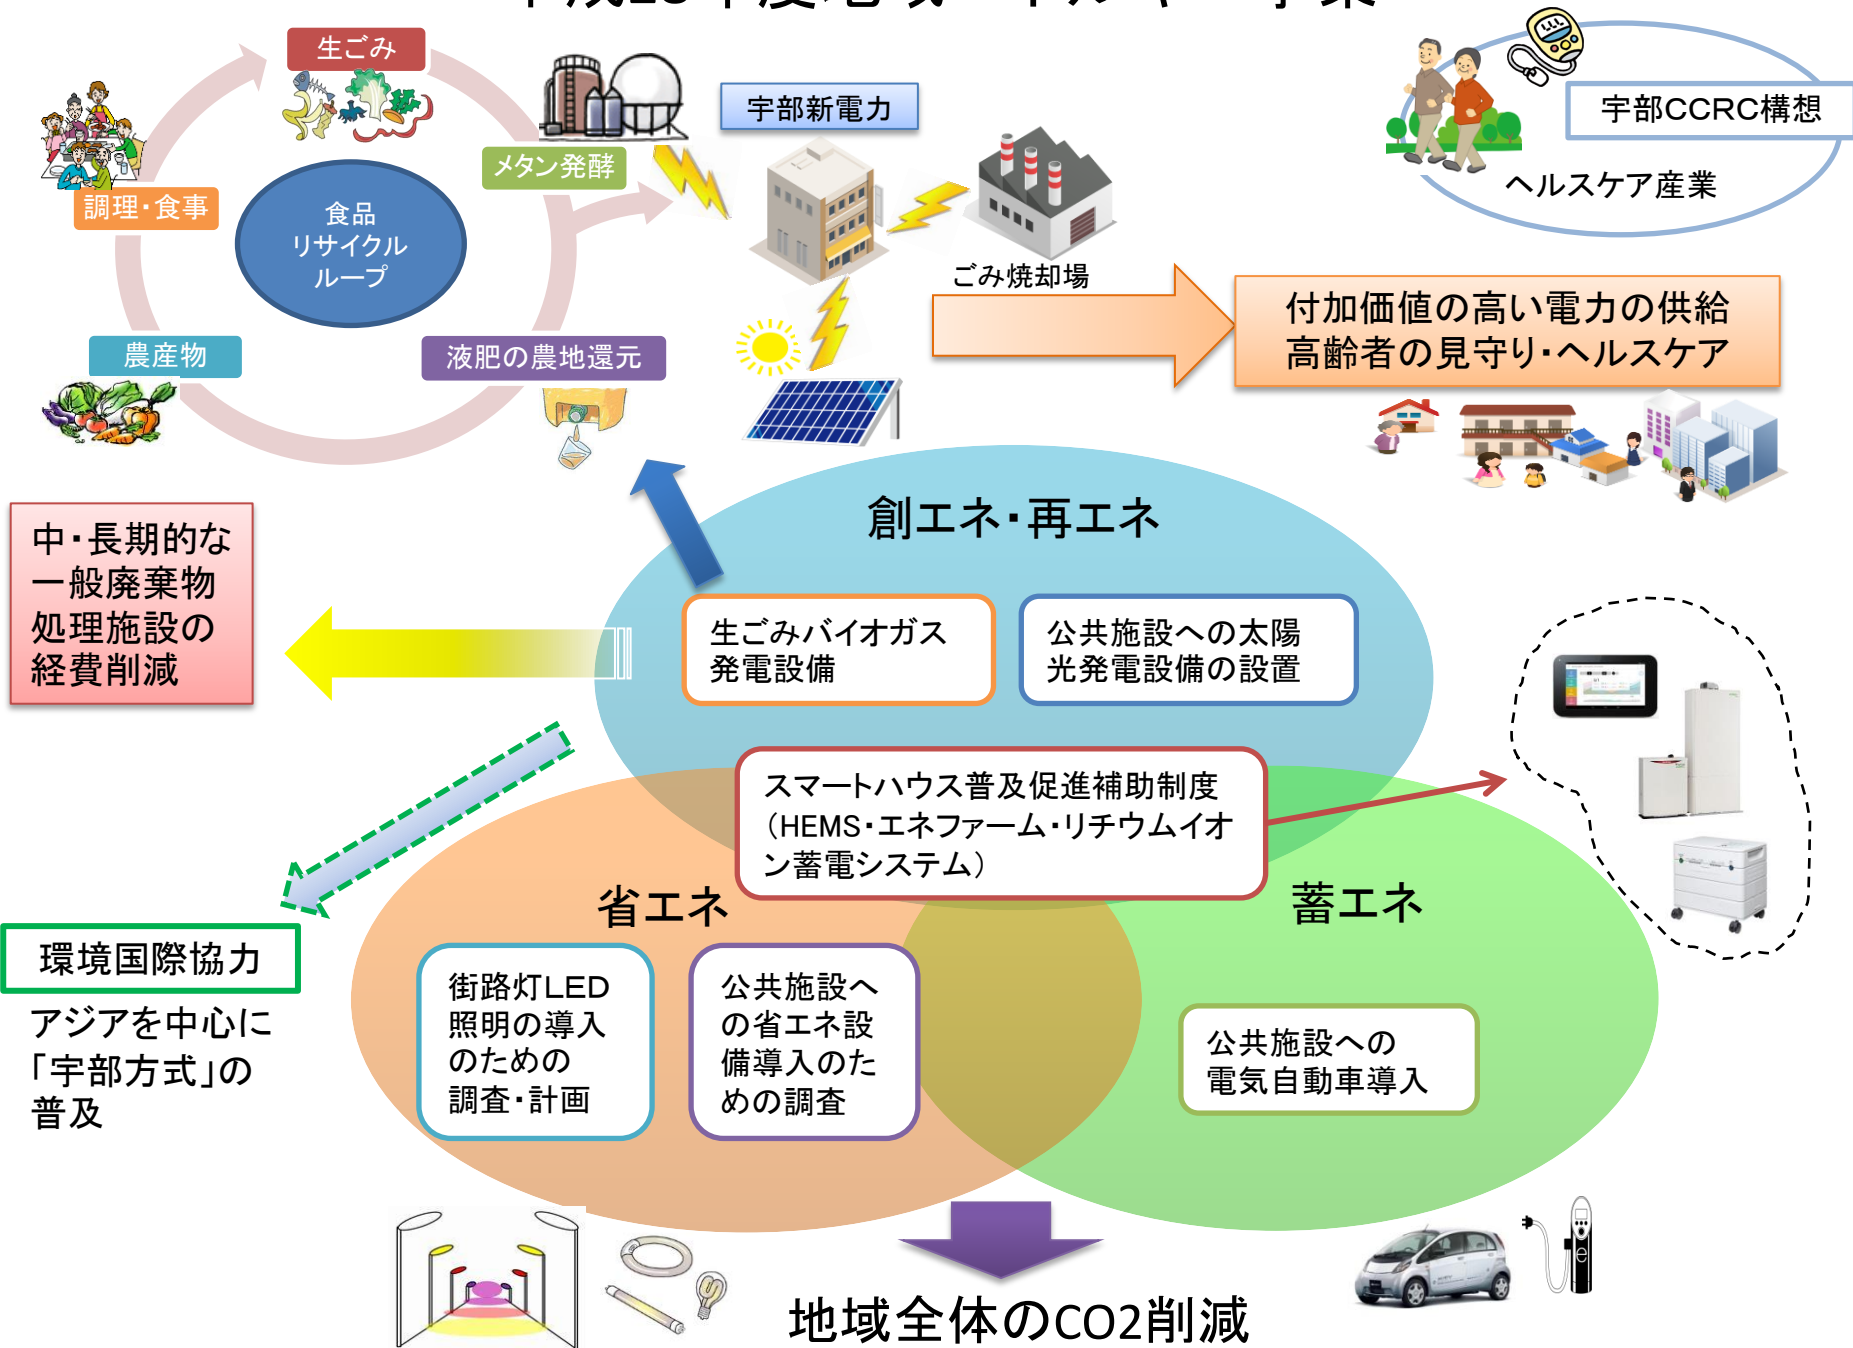 生ごみ
宇部新電力
宇部CCRC構想
メタン発酵
ヘルスケア産業
調理・食事
食品
リサイクル
ループ
ごみ焼却場
付加価値の高い電力の供給
高齢者の見守り・ヘルスケア
農産物
液肥の農地還元
創エネ・再エネ
中・長期的な
一般廃棄物
処理施設の
経費削減
生ごみバイオガス
発電設備
公共施設への太陽
光発電設備の設置
スマートハウス普及促進補助制度
(HEMS・エネファーム・リチウムイオ
ン蓄電システム)
省エネ
蓄エネ
環境国際協力
アジアを中心に
「宇部方式」の
普及
街路灯LED
照明の導入
のための
調査・計画
公共施設へ
の省エネ設
備導入のた
めの調査
公共施設への
電気自動車導入
地域全体のCO2削減